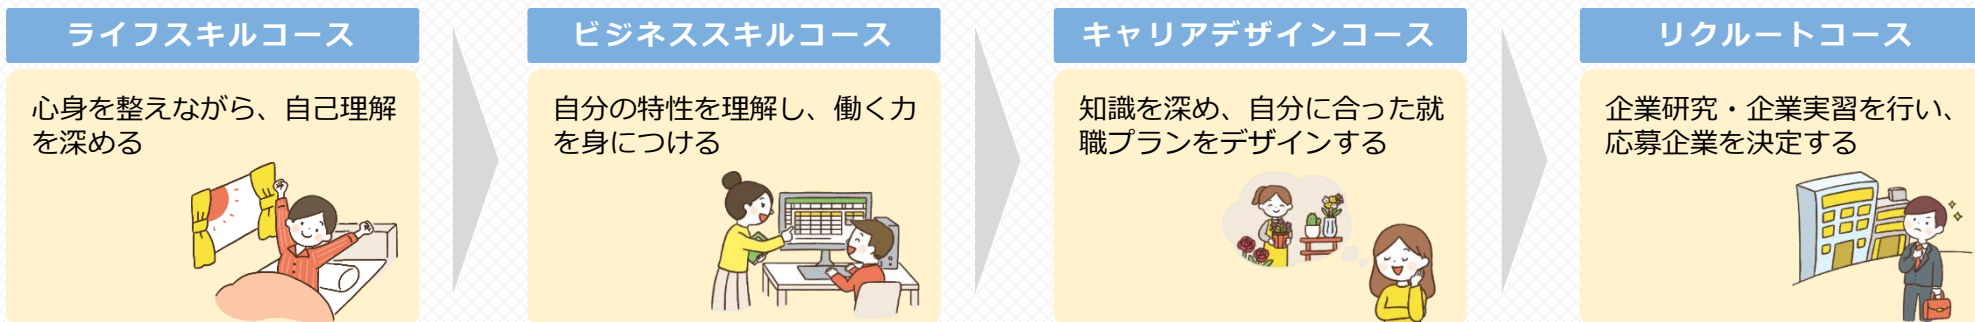 ライフスキルコース
心身を整えながら、自己理解
を深める
ビジネススキルコース
自分の特性を理解し、働く力
を身につける
キャリアデザインコース
知識を深め、自分に合った就
職プランをデザインする
リクルートコース
企業研究・企業実習を行い、
応募企業を決定する